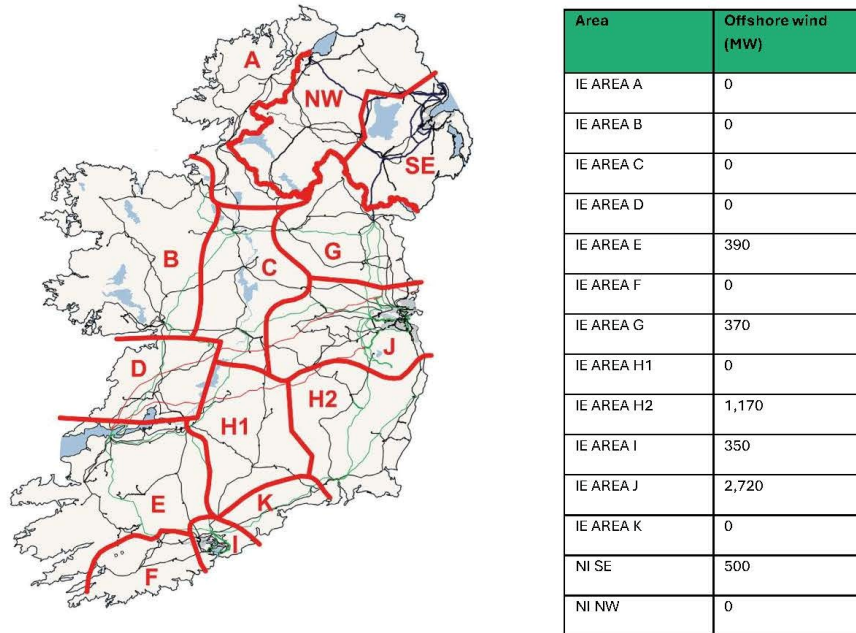 A
NW
SE
B
C
G
D
J
H1
H2
E
K
I
F
Area Offshore wind
(MW)
IE AREA A 0
IE AREA B 0
IE AREA C 0
IE AREA D 0
IE AREA E 390
IE AREA F 0
IE AREA G 370
IE AREA H1 0
IE AREA H2 1,170
IE AREA I 350
IE AREA J 2,720
IE AREA K 0
NI SE 500
NI NW 0